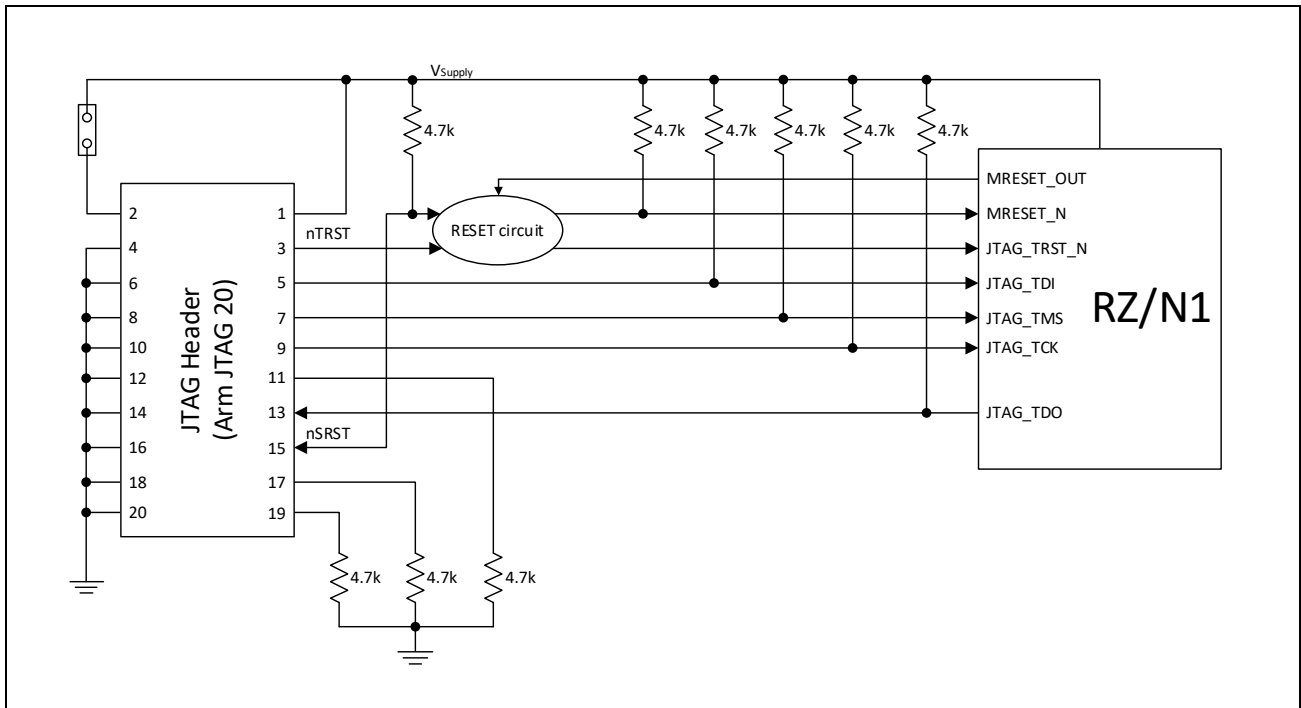 VSupply
4.7k
4.7k 4.7k 4.7k 4.7k 4.7k
MRESET_OUT
2 1 MRESET_N
nTRST
RESET circuit
4 3 JTAG_TRST_N
6 5 JTAG_TDI
8 7 JTAG_TMS
10 9 JTAG_TCK
RZ/N1
JTAG Header
(Arm JTAG 20)
12 11
14 13 JTAG_TDO
nSRST
16 15
18 17
20 19
4.7k 4.7k 4.7k